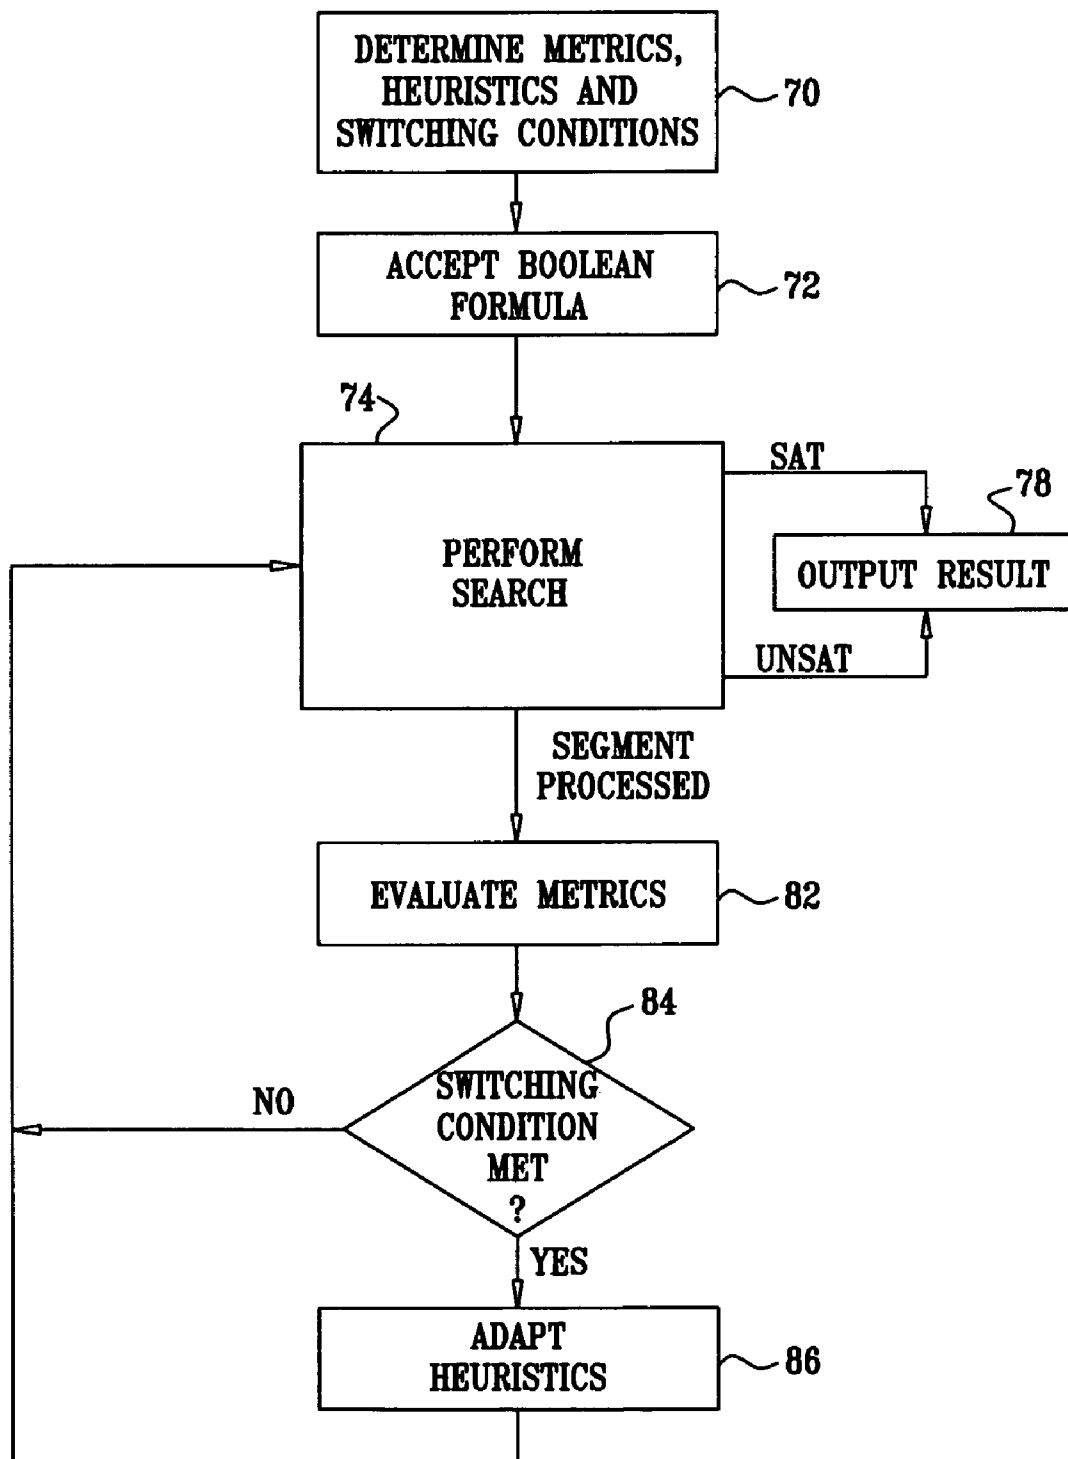 DETERMINE METRICS,
HEURISTICS AND
SWITCHING CONDITIONS
70
ACCEPT BOOLEAN
FORMULA
72
74
PERFORM
SEARCH
SAT
78
OUTPUT RESULT
UNSAT
SEGMENT
PROCESSED
EVALUATE METRICS
82
84
SWITCHING
CONDITION
MET
?
NO
YES
ADAPT
HEURISTICS
86